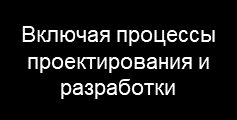 Включая процессы
проектирования и
разработки